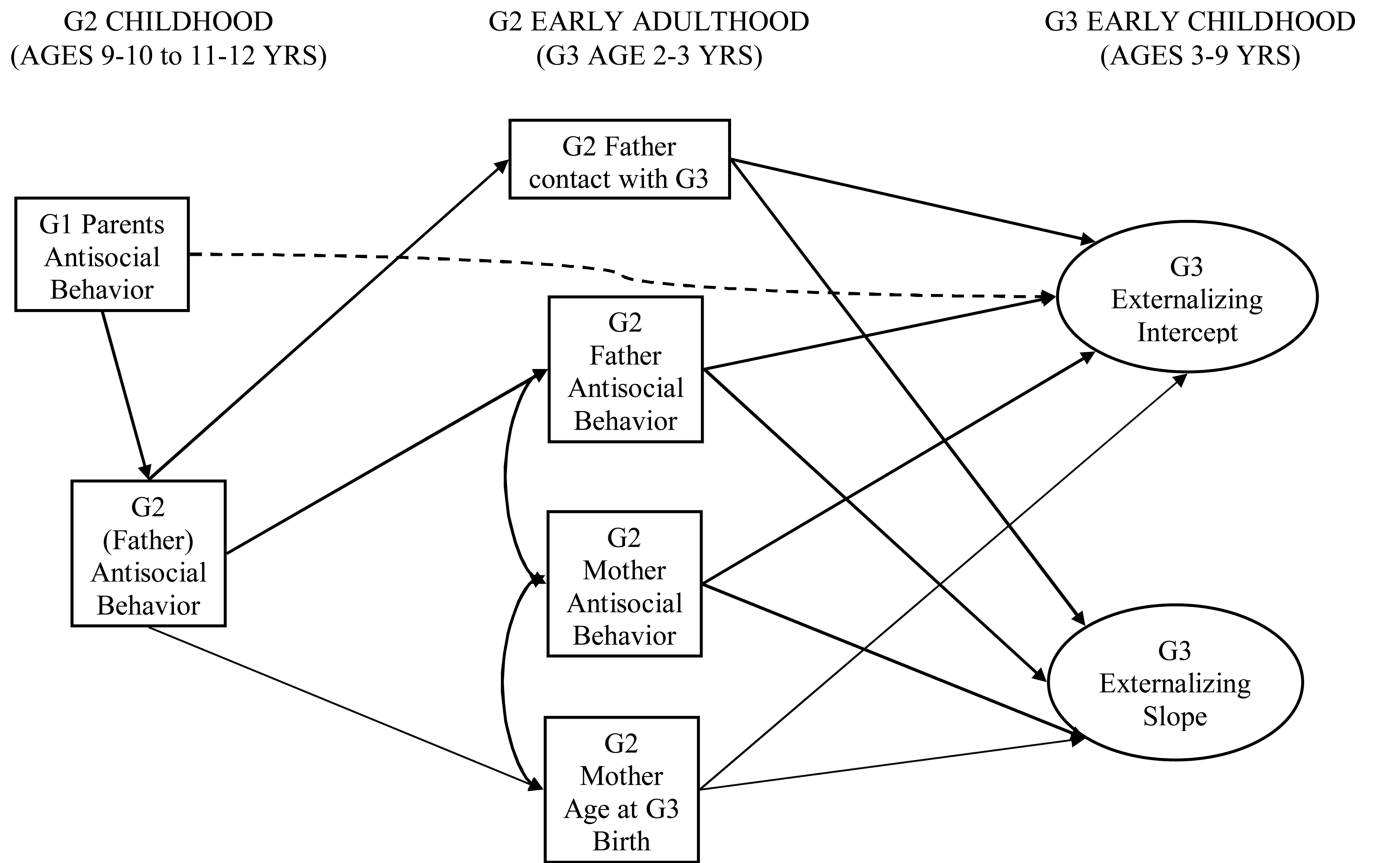 G2 CHILDHOOD
(AGES 9-10 to 11-12 YRS)
G2 EARLY ADULTHOOD
(G3 AGE 2-3 YRS)
G3 EARLY CHILDHOOD
(AGES 3-9 YRS)
G1 Parents
Antisocial
Behavior
G2
(Father)
Antisocial
Behavior
G2 Father
contact with G3
G2
Father
Antisocial
Behavior
G2
Mother
Antisocial
Behavior
G2
Mother
Age at G3
Birth
G3
Externalizing
Intercept
G3
Externalizing
Slope